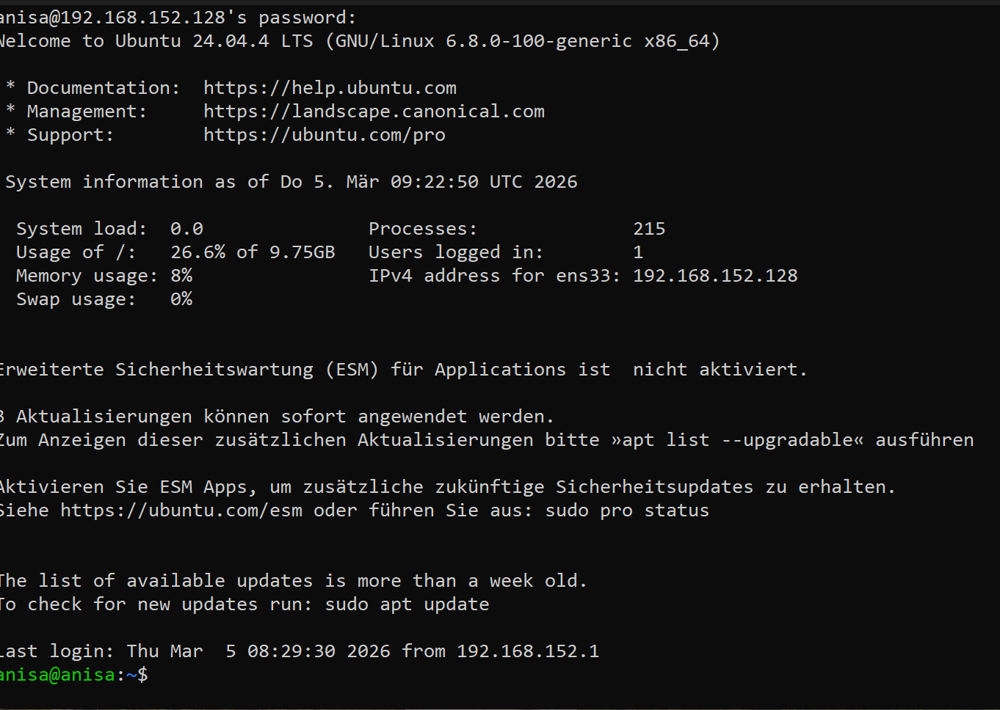 anisa@192.168.152.128's password:
Welcome to Ubuntu 24.04.4 LTS (GNU/Linux 6.8.0-100-generic x86_64)
* Documentation:  https://help.ubuntu.com
* Management:     https://landscape.canonical.com
* Support:        https://ubuntu.com/pro
System information as of Do 5. Mär 09:22:50 UTC 2026
System load:  0.0               Processes:              215
Usage of /:   26.6% of 9.75GB   Users logged in:        1
Memory usage: 8%                IPv4 address for ens33: 192.168.152.128
Swap usage:   0%
Erweiterte Sicherheitswartung (ESM) für Applications ist  nicht aktiviert.
3 Aktualisierungen können sofort angewendet werden.
Zum Anzeigen dieser zusätzlichen Aktualisierungen bitte »apt list --upgradable« ausführen
Aktivieren Sie ESM Apps, um zusätzliche zukünftige Sicherheitsupdates zu erhalten.
Siehe https://ubuntu.com/esm oder führen Sie aus: sudo pro status
The list of available updates is more than a week old.
To check for new updates run: sudo apt update
Last login: Thu Mar  5 08:29:30 2026 from 192.168.152.1
anisa@anisa:~$